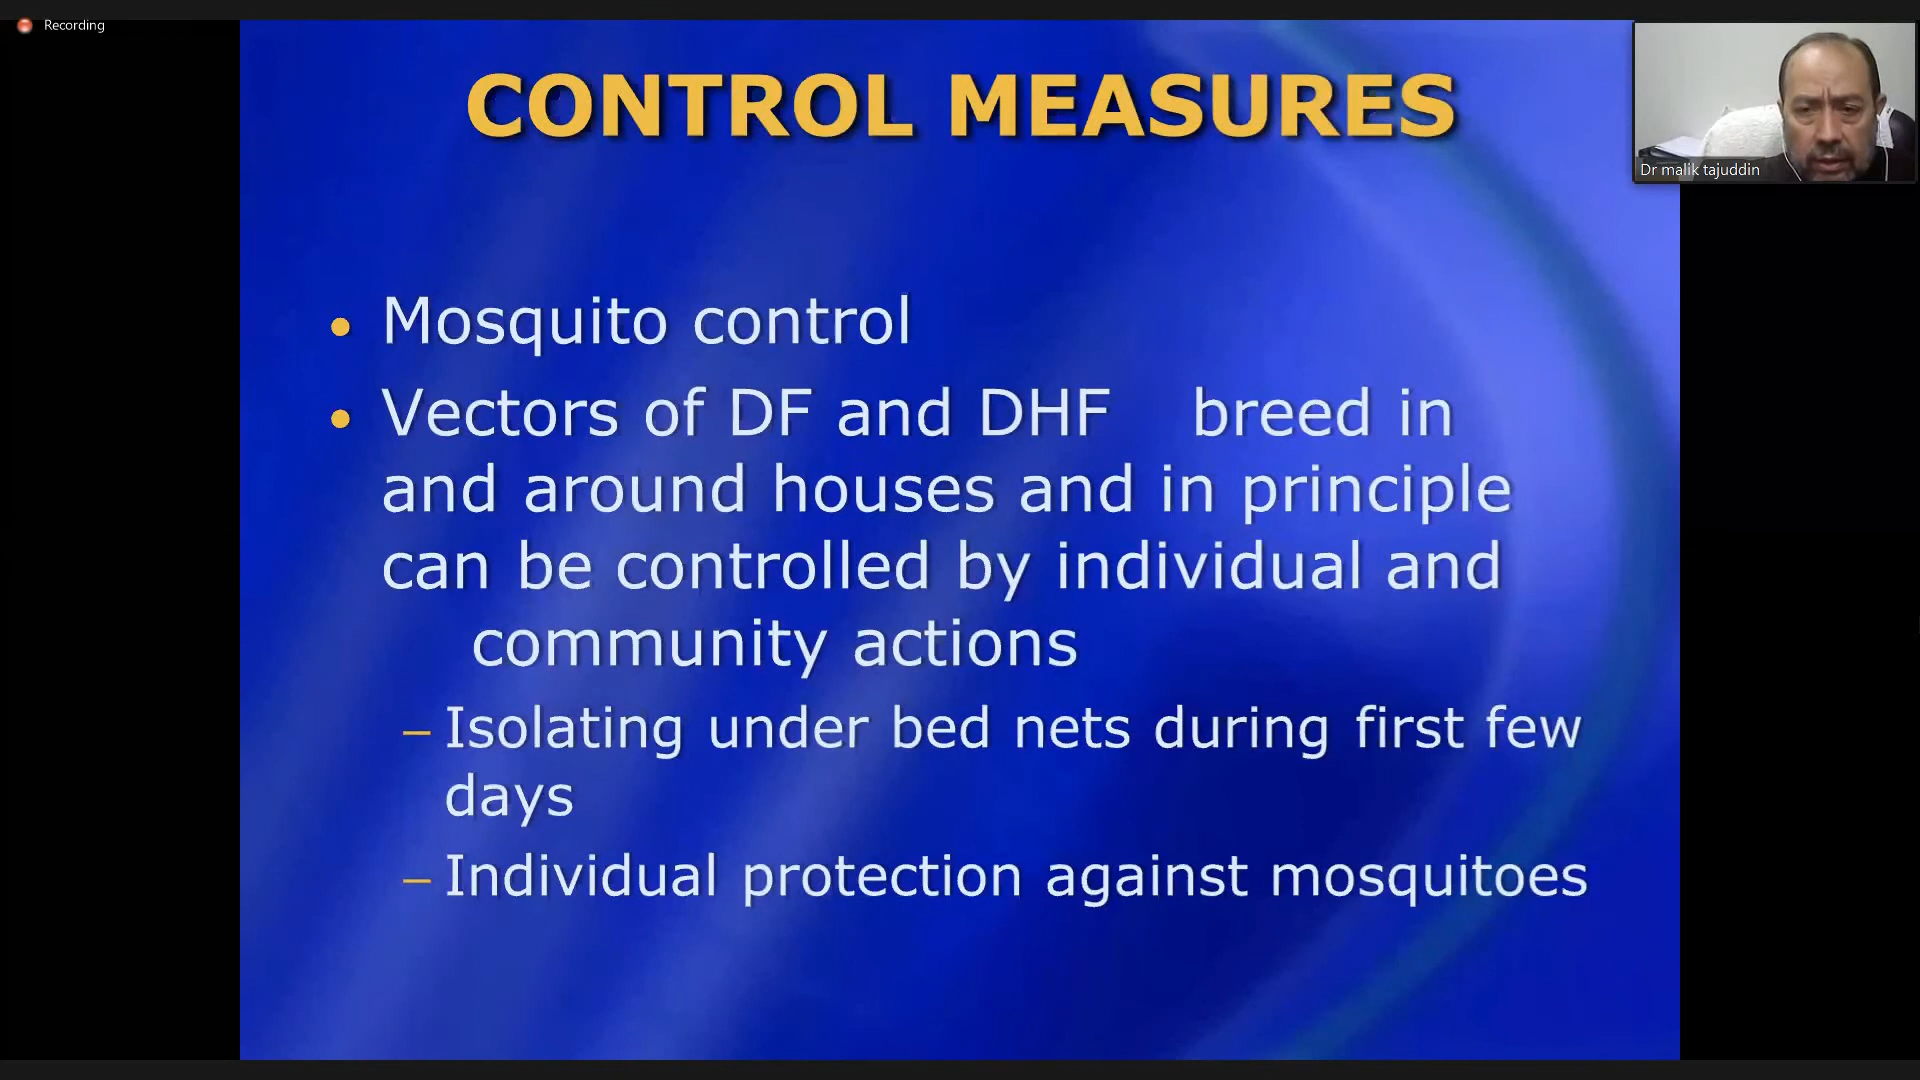 Recording
CONTROL MEASURES
Dr malik tajuddin
• Mosquito control
• Vectors of DF and DHF breed in
and around houses and in principle
can be controlled by individual and
community actions
– Isolating under bed nets during first few
days
– Individual protection against mosquitoes